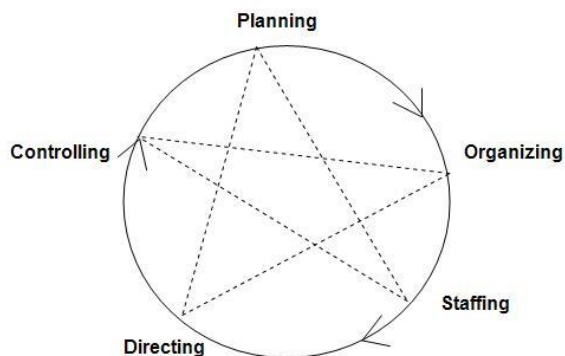 Planning
Controlling
Organizing
Staffing
Directing